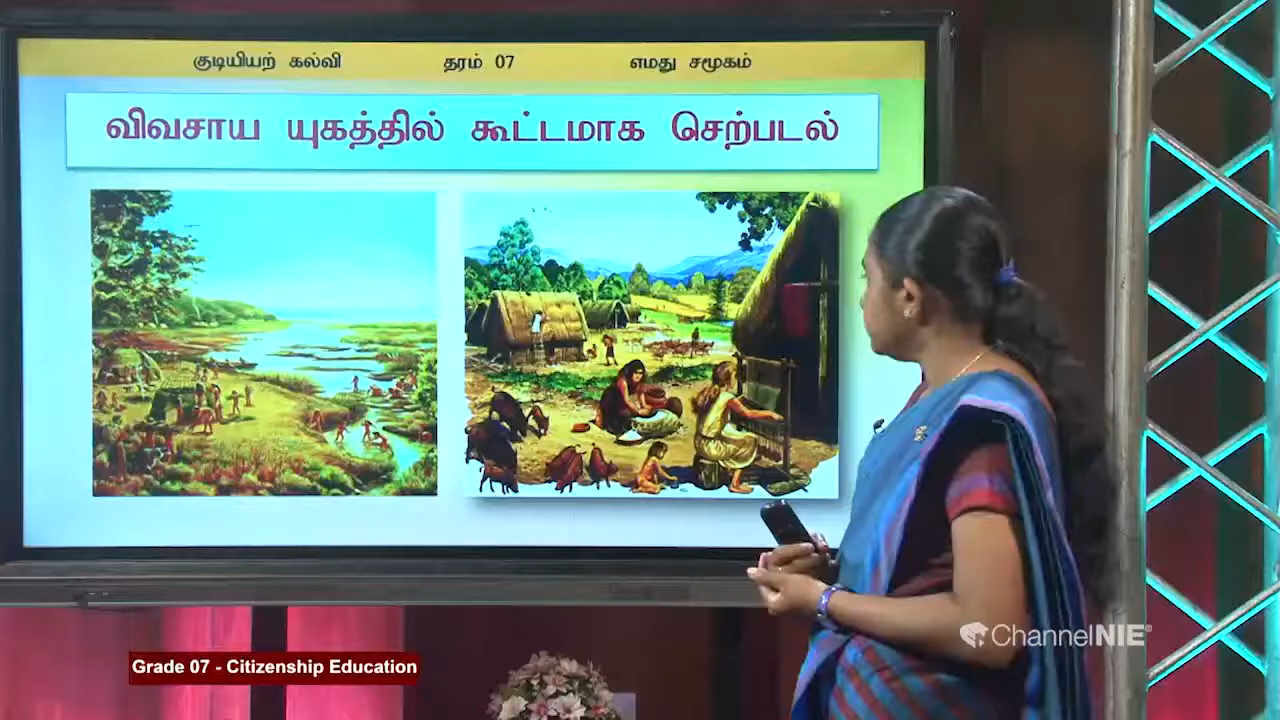 குடியியற் கல்வி தரம் 07 எமது சமூகம்
விவசாய யுகத்தில் கூட்டமாக செற்படல்
Grade 07 - Citizenship Education
ChannelNIE®